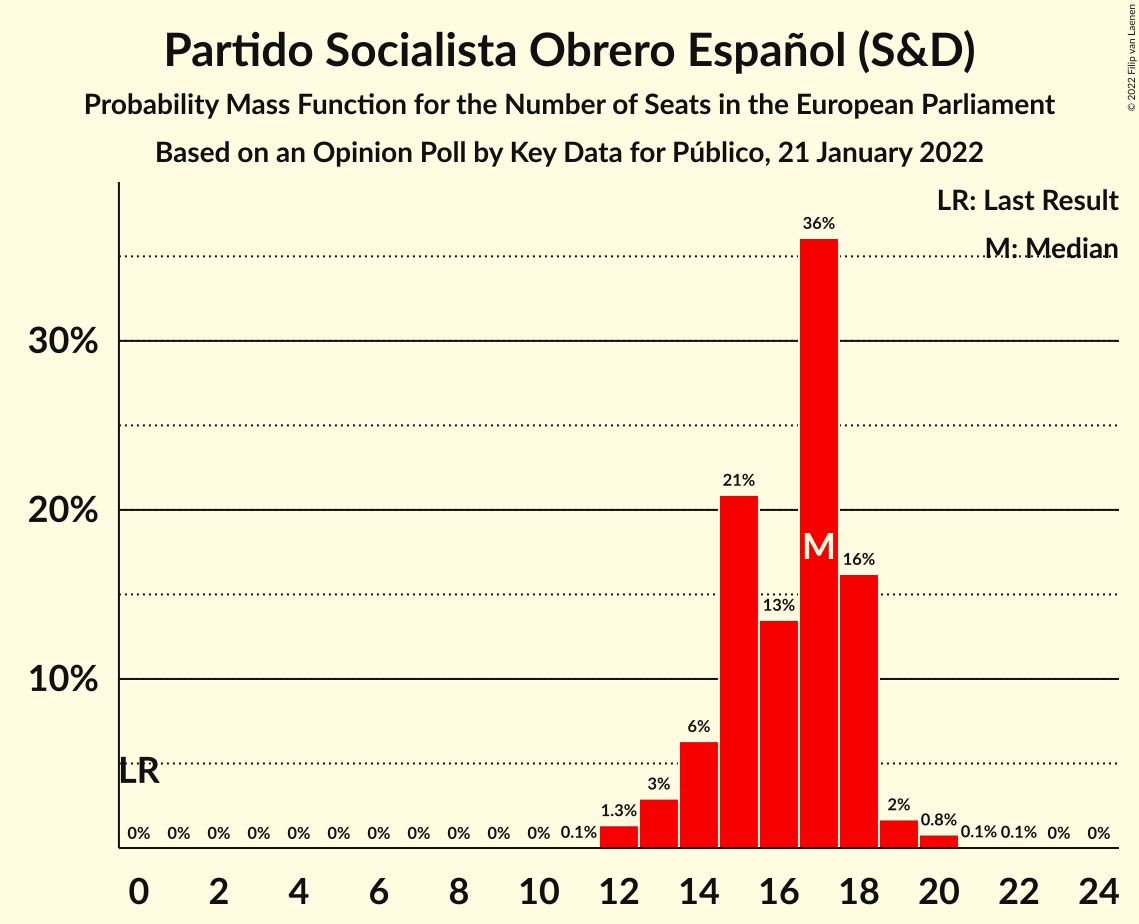 Partido Socialista Obrero Español (S&D)
Probability Mass Function for the Number of Seats in the European Parliament
Based on an Opinion Poll by Key Data for Público, 21 January 2022
© 2022 Filip van Laenen
LR: Last Result
M: Median
36%
30%
21%
20%
M
16%
13%
10%
6%
LR
3%
2%
1.3%
0.8%
0% 0% 0% 0% 0% 0% 0% 0% 0% 0% 0% 0.1% 0.1% 0.1% 0% 0%
0 2 4 6 8 10 12 14 16 18 20 22 24